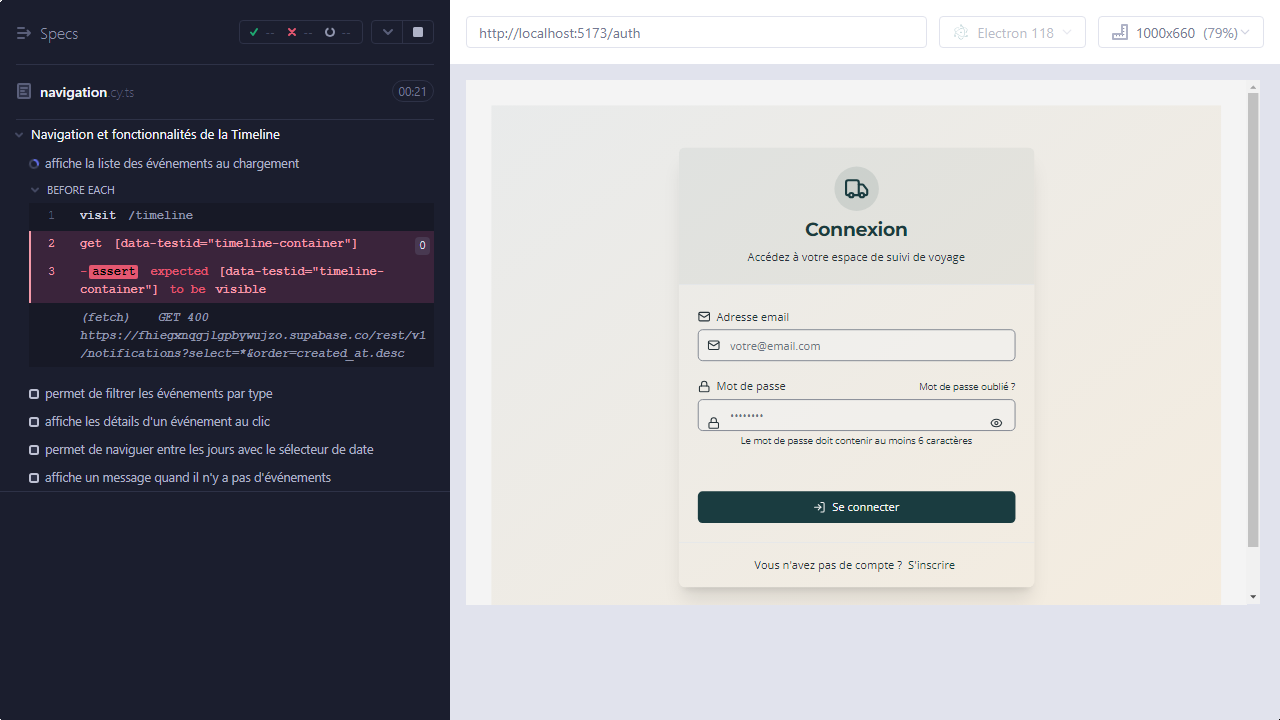 Specs
-- -- --
navigation.cy.ts
00:21
Navigation et fonctionnalités de la Timeline
affiche la liste des événements au chargement
BEFORE EACH
1 visit /timeline
2 get [data-testid="timeline-container"] 0
3 -assert expected [data-testid="timeline-
container"] to be visible
(fetch) GET 400
https://fhiegxnqgjlgpbywujzo.supabase.co/rest/v1
/notifications?select=*&order=created_at.desc
permet de filtrer les événements par type
affiche les détails d'un événement au clic
permet de naviguer entre les jours avec le sélecteur de date
affiche un message quand il n'y a pas d'événements
http://localhost:5173/auth
Electron 118
1000x660 (79%)
Connexion
Accédez à votre espace de suivi de voyage
Adresse email
votre@email.com
Mot de passe
Mot de passe oublié ?
••••••••
Le mot de passe doit contenir au moins 6 caractères
Se connecter
Vous n'avez pas de compte ? S'inscrire